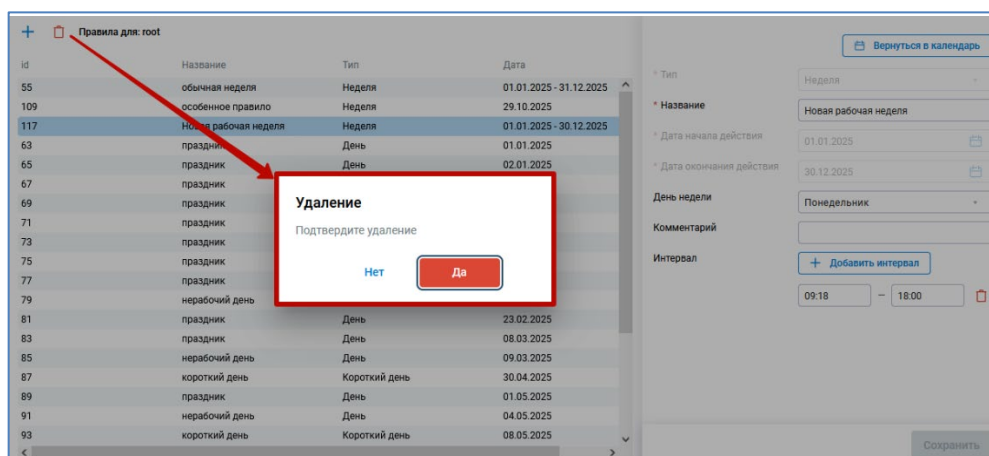 Правила для: root
Вернуться в календарь
id Название Тип Дата
55 обычная неделя Неделя 01.01.2025 - 31.12.2025
109 особенное правило Неделя 29.10.2025
117 Новая рабочая неделя Неделя 01.01.2025 - 30.12.2025
63 праздник День 01.01.2025
65 праздник День 02.01.2025
67 праздник
69 праздник
71 праздник
73 праздник
75 праздник
77 праздник
79 нерабочий день
81 праздник День 23.02.2025
83 праздник День 08.03.2025
85 нерабочий день День 09.03.2025
87 короткий день Короткий день 30.04.2025
89 праздник День 01.05.2025
91 нерабочий день День 04.05.2025
93 короткий день Короткий день 08.05.2025
Удаление
Подтвердите удаление
Нет Да
* Тип Неделя
* Название Новая рабочая неделя
* Дата начала действия 01.01.2025
* Дата окончания действия 30.12.2025
День недели Понедельник
Комментарий
Интервал + Добавить интервал
09:18 – 18:00
Сохранить